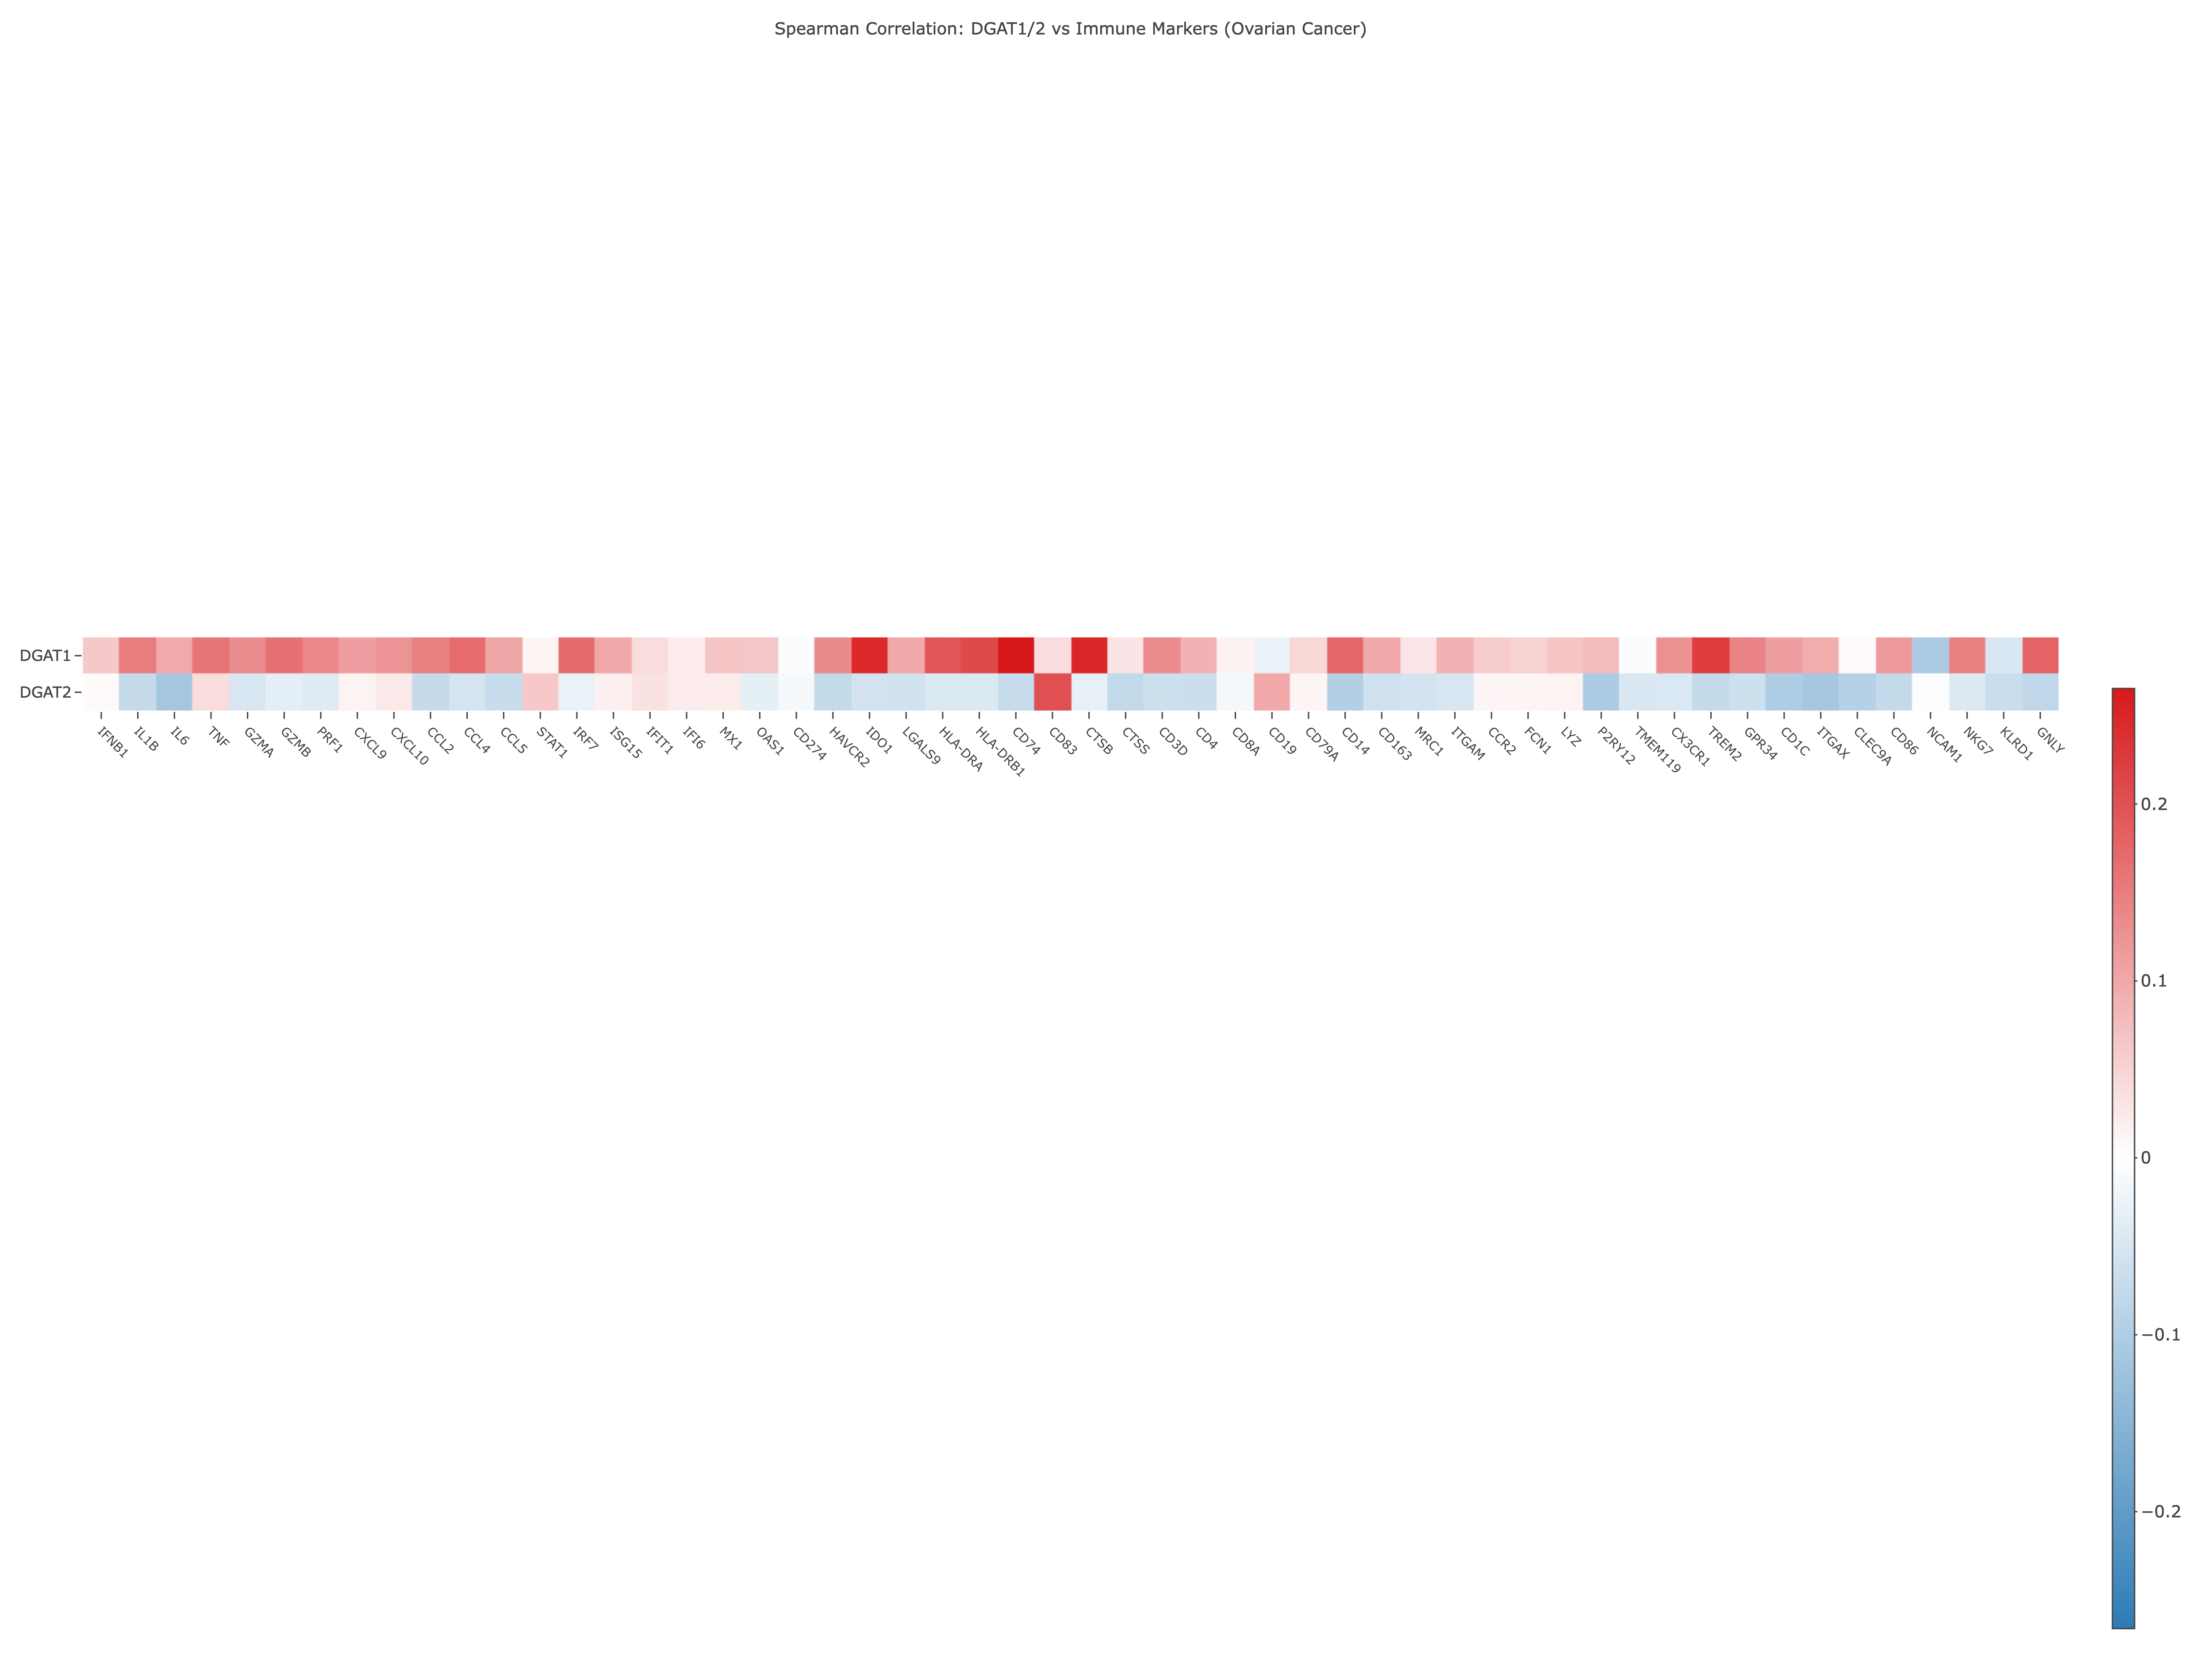 Spearman Correlation: DGAT1/2 vs Immune Markers (Ovarian Cancer)
DGAT1
DGAT2
IFNB1
IL1B
IL6
TNF
GZMA
GZMB
PRF1
CXCL9
CXCL10
CCL2
CCL4
CCL5
STAT1
IRF7
ISG15
IFIT1
IFI6
MX1
OAS1
CD274
HAVCR2
IDO1
LGALS9
HLA-DRA
HLA-DRB1
CD74
CD83
CTSB
CTSS
CD3D
CD4
CD8A
CD19
CD79A
CD14
CD163
MRC1
ITGAM
CCR2
FCN1
LYZ
P2RY12
TMEM119
CX3CR1
TREM2
GPR34
CD1C
ITGAX
CLEC9A
CD86
NCAM1
NKG7
KLRD1
GNLY
0.2
0.1
0
−0.1
−0.2